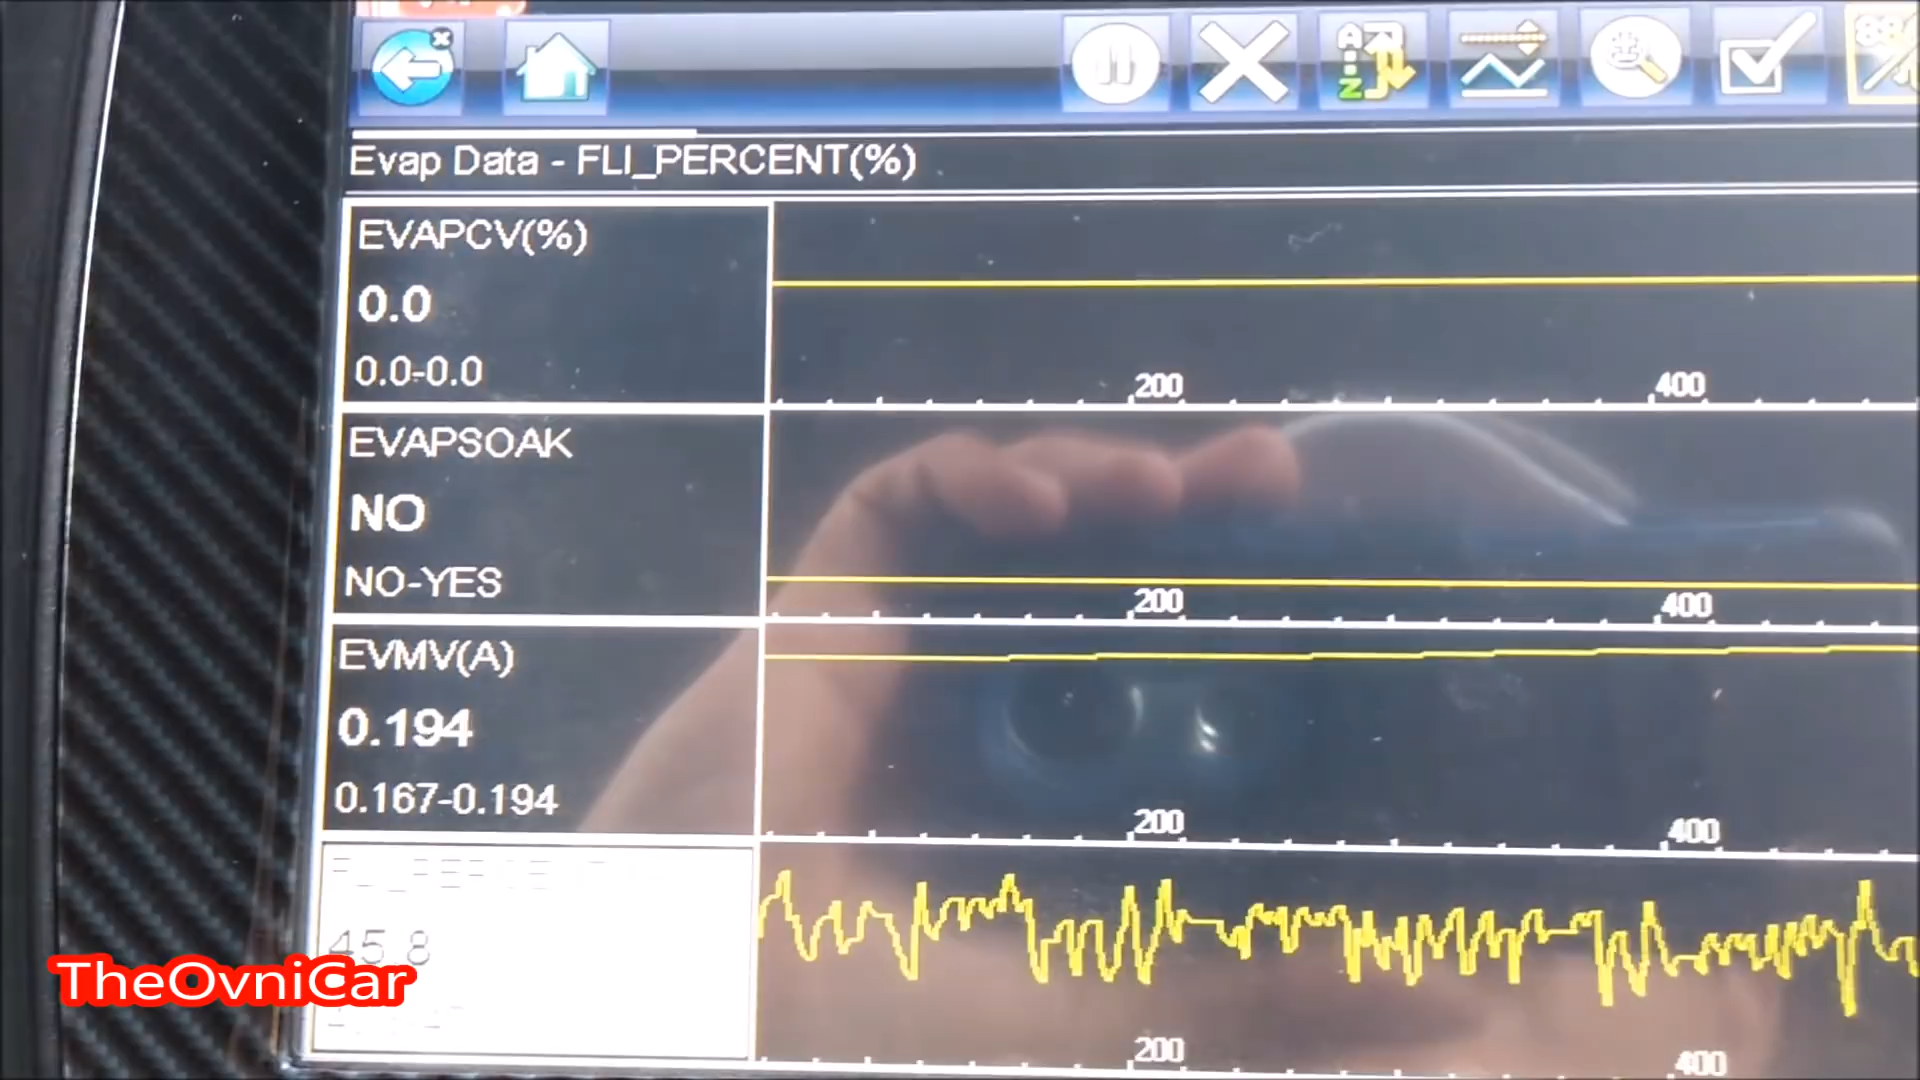 A
Z
88
Evap Data - FLI_PERCENT(%)
EVAPCV(%)
0.0
0.0-0.0
200
400
EVAPSOAK
NO
NO-YES
200
400
EVMV(A)
0.194
0.167-0.194
200
400
45.8
200
400
TheOvniCar